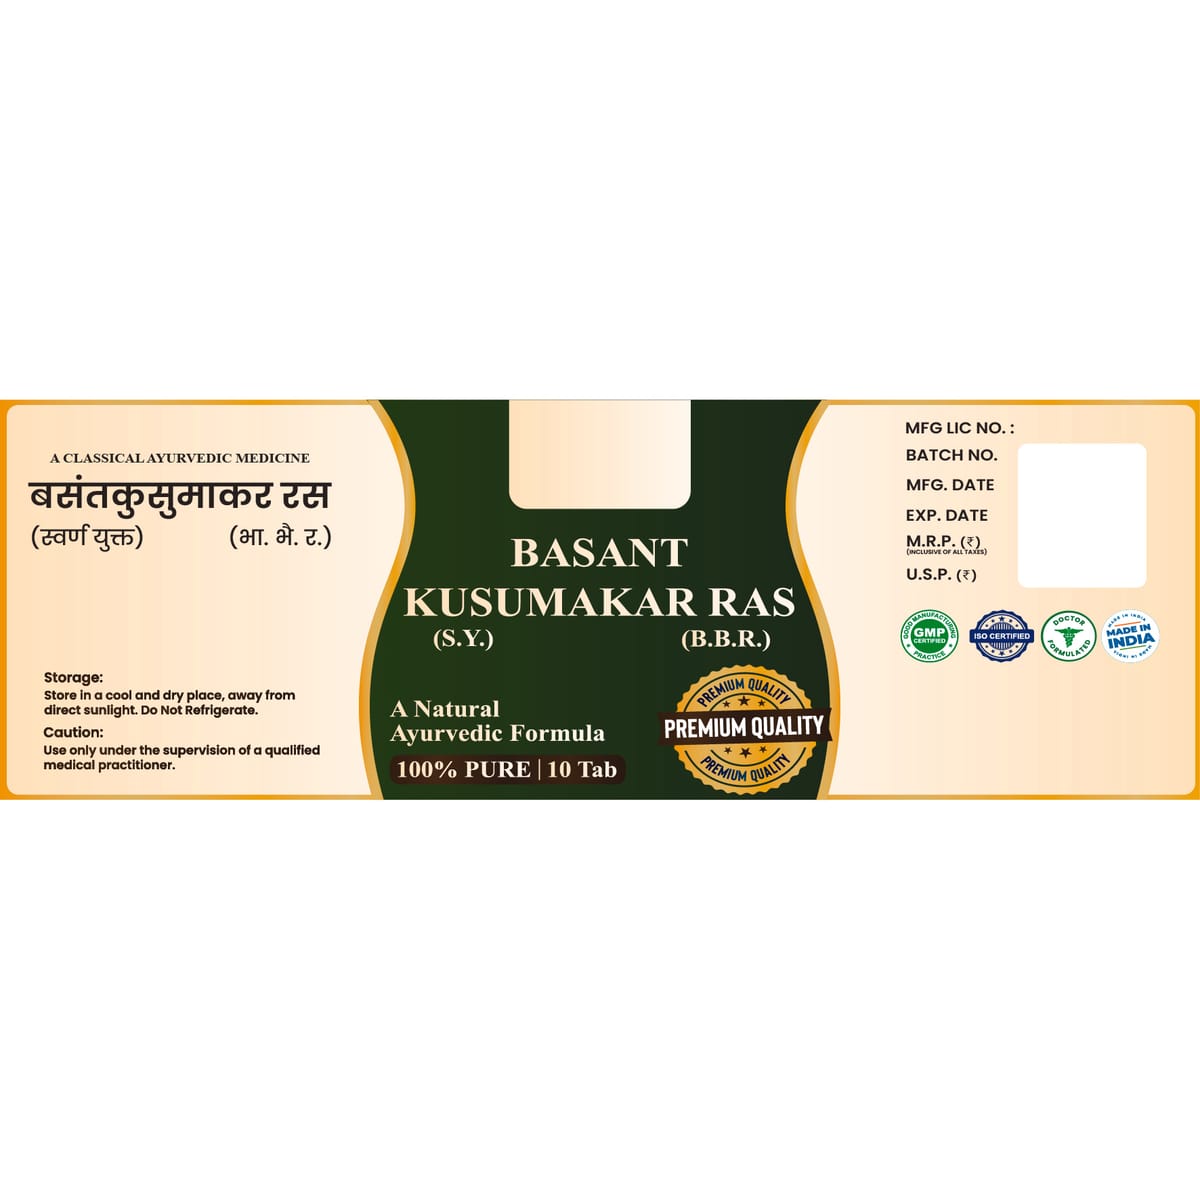 A CLASSICAL AYURVEDIC MEDICINE
बसंतकुसुमाकर रस
(स्वर्ण युक्त) (भा. भै. र.)
Storage:
Store in a cool and dry place, away from
direct sunlight. Do Not Refrigerate.
Caution:
Use only under the supervision of a qualified
medical practitioner.
BASANT
KUSUMAKAR RAS
(S.Y.) (B.B.R.)
A Natural
Ayurvedic Formula
100% PURE | 10 Tab
PREMIUM QUALITY
PREMIUM QUALITY
PREMIUM QUALITY
MFG LIC NO. :
BATCH NO.
MFG. DATE
EXP. DATE
M.R.P. (₹)
(INCLUSIVE OF ALL TAXES)
U.S.P. (₹)
GOOD MANUFACTURING
GMP
CERTIFIED
PRACTICE
ISO CERTIFIED
DOCTOR
FORMULATED
MADE IN INDIA
MADE IN
INDIA
MADE IN INDIA